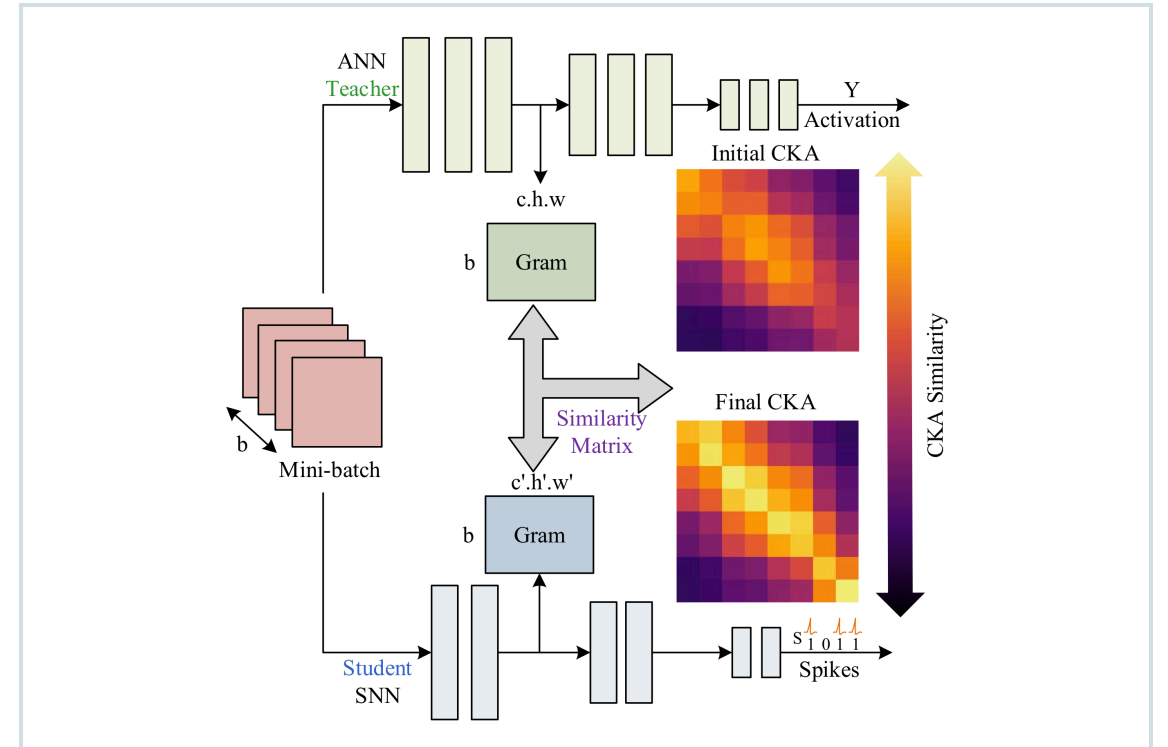 ANN
Teacher
Y
Activation
Initial CKA
c.h.w
b
Gram
CKA Similarity
Similarity
Matrix
Final CKA
b
Mini-batch
c'.h'.w'
b
Gram
Student
SNN
S 1 0 1 1
Spikes